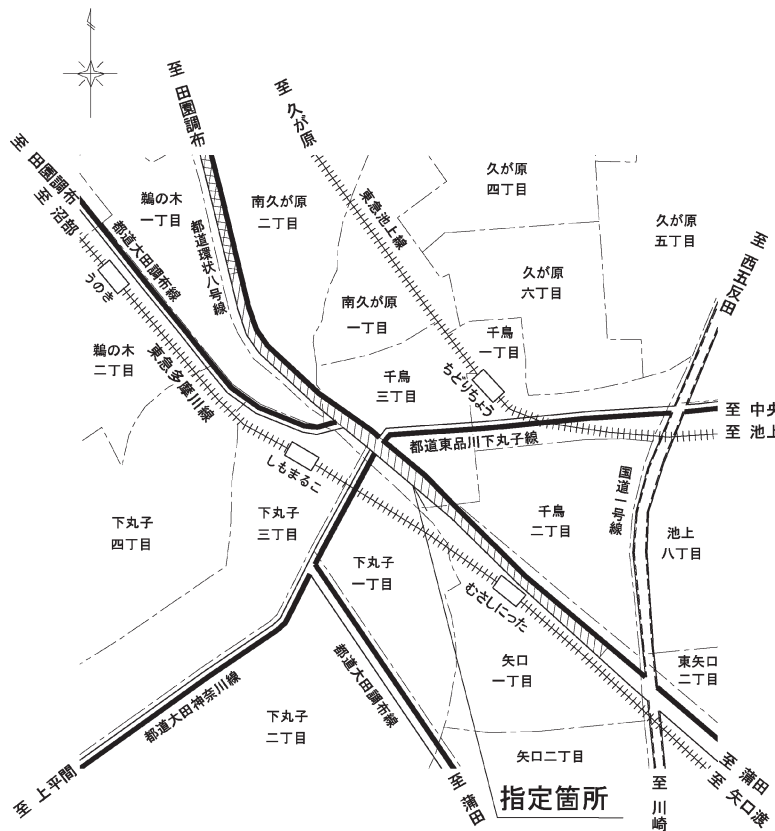 至 田園調布
至 久が原
至 田園調布
至 沼部
鵜の木
一丁目
南久が原
二丁目
久が原
四丁目
久が原
五丁目
東急池上線
都道環状八号線
都道大田調布線
至 西五反田
うのき
久が原
六丁目
南久が原
一丁目
千鳥
一丁目
鵜の木
二丁目
東急多摩川線
千鳥
三丁目
ちどりちょう
至 中央
至 池上
都道東品川下丸子線
しもまるこ
国道一号線
下丸子
四丁目
下丸子
三丁目
千鳥
二丁目
池上
八丁目
下丸子
一丁目
むさしにった
矢口
一丁目
東矢口
二丁目
都道大田調布線
都道大田神奈川線
下丸子
二丁目
矢口二丁目
至 上平間
至 蒲田
指定箇所
至 川崎
至 蒲田
至 矢口渡